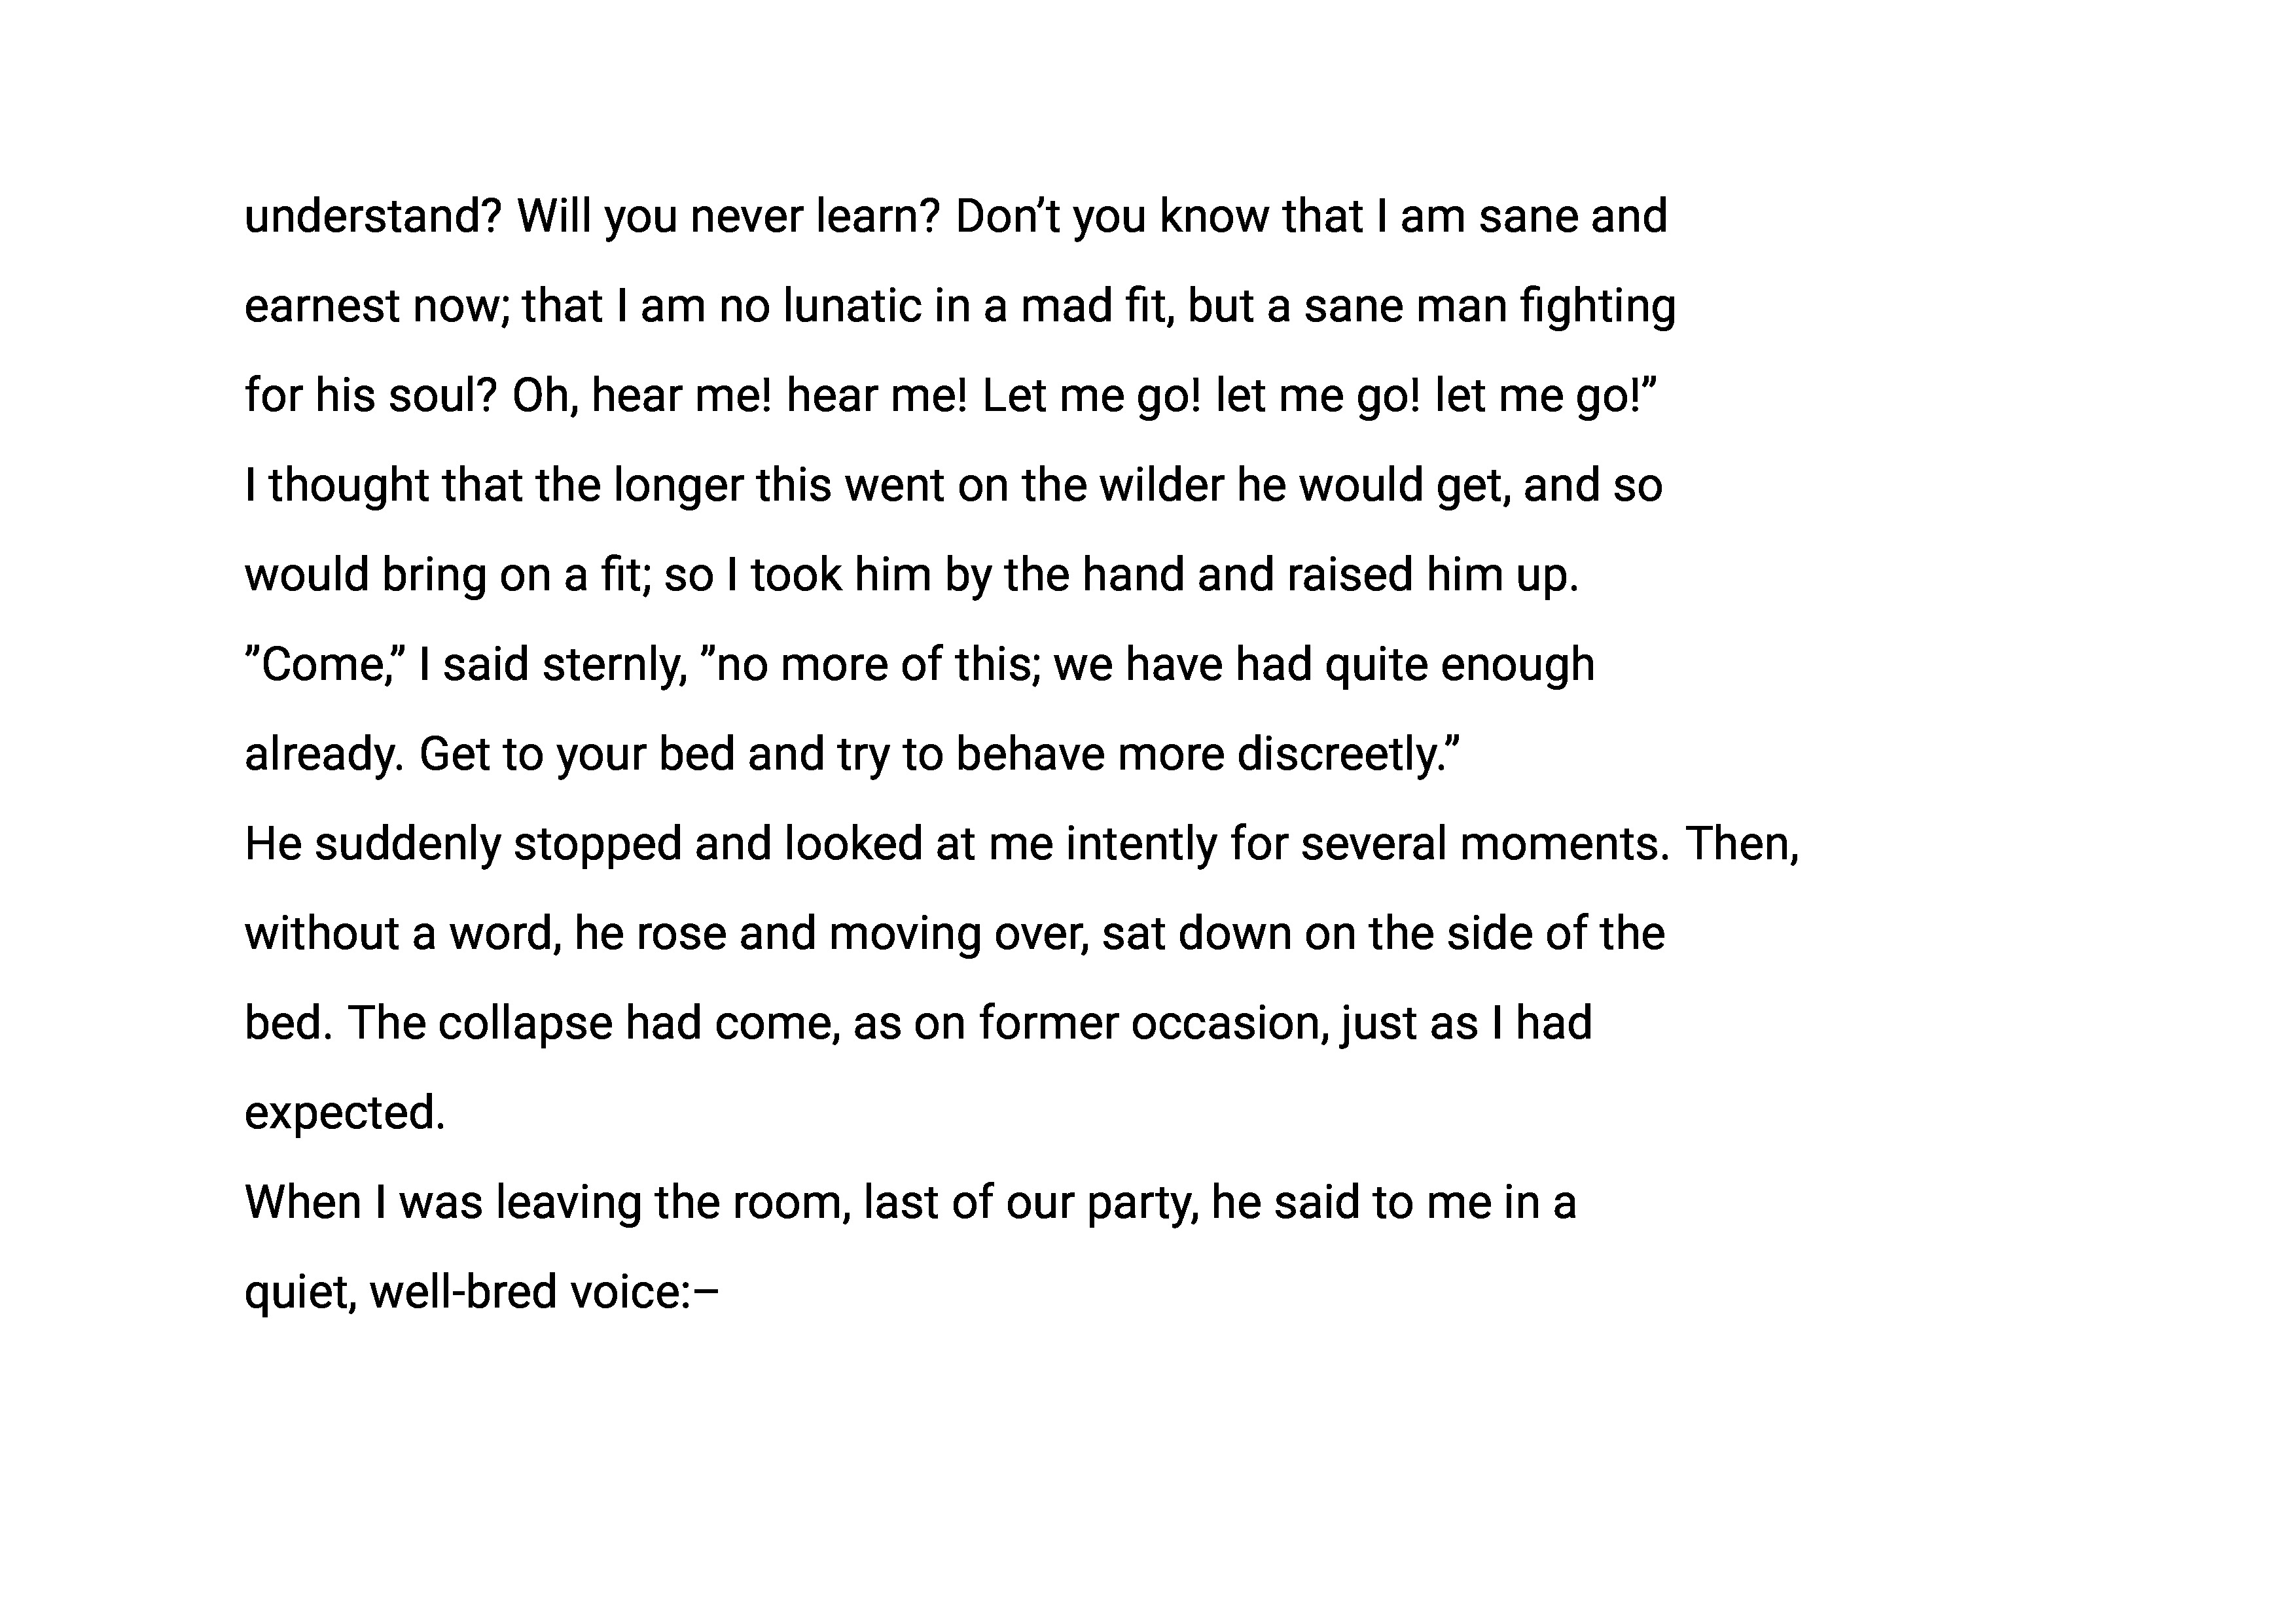 understand? Will you never learn? Don’t you know that I am sane and
earnest now; that I am no lunatic in a mad fit, but a sane man fighting
for his soul? Oh, hear me! hear me! Let me go! let me go! let me go!”
I thought that the longer this went on the wilder he would get, and so
would bring on a fit; so I took him by the hand and raised him up.
”Come,” I said sternly, ”no more of this; we have had quite enough
already. Get to your bed and try to behave more discreetly.”
He suddenly stopped and looked at me intently for several moments. Then,
without a word, he rose and moving over, sat down on the side of the
bed. The collapse had come, as on former occasion, just as I had
expected.
When I was leaving the room, last of our party, he said to me in a
quiet, well-bred voice:–